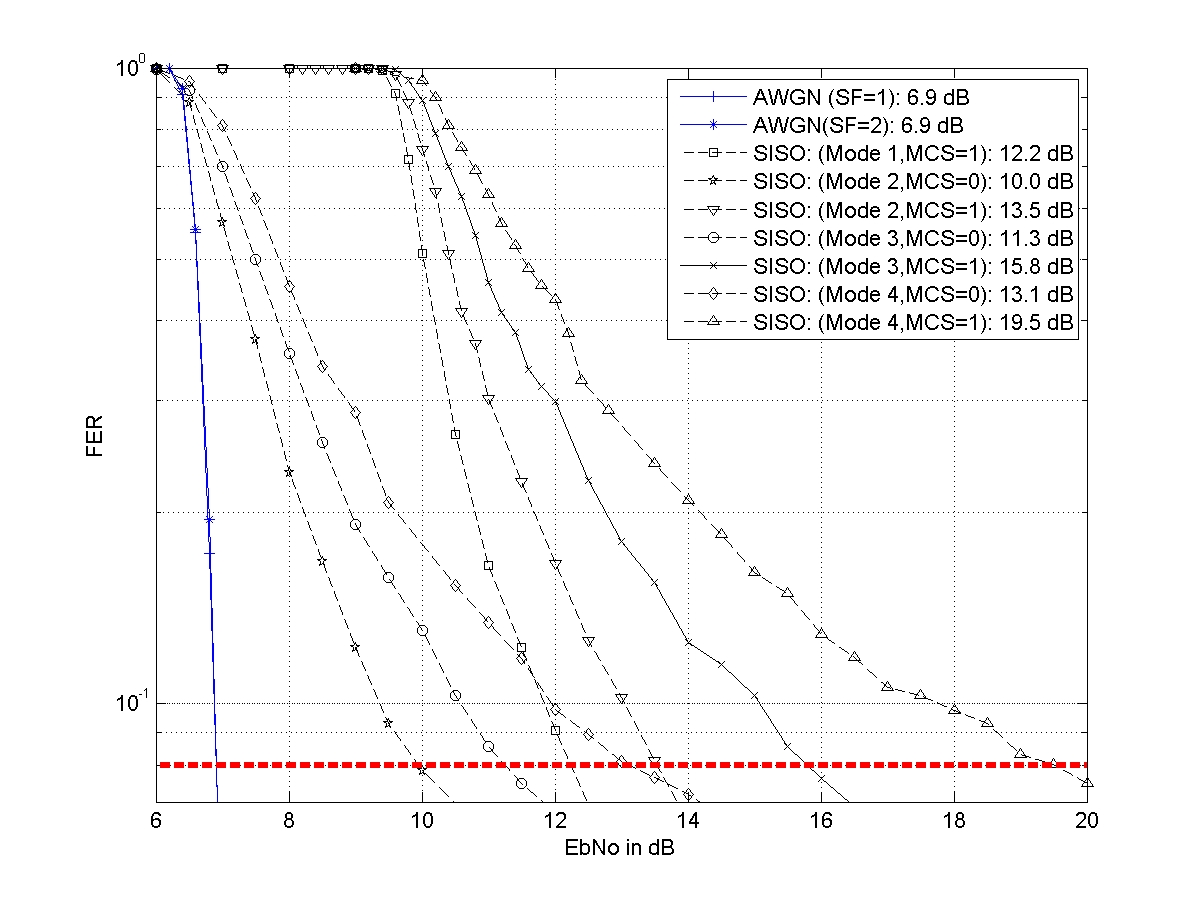 10^0
AWGN (SF=1): 6.9 dB
AWGN(SF=2): 6.9 dB
SISO: (Mode 1,MCS=1): 12.2 dB
SISO: (Mode 2,MCS=0): 10.0 dB
SISO: (Mode 2,MCS=1): 13.5 dB
SISO: (Mode 3,MCS=0): 11.3 dB
SISO: (Mode 3,MCS=1): 15.8 dB
SISO: (Mode 4,MCS=0): 13.1 dB
SISO: (Mode 4,MCS=1): 19.5 dB
FER
10^-1
6 8 10 12 14 16 18 20
EbNo in dB